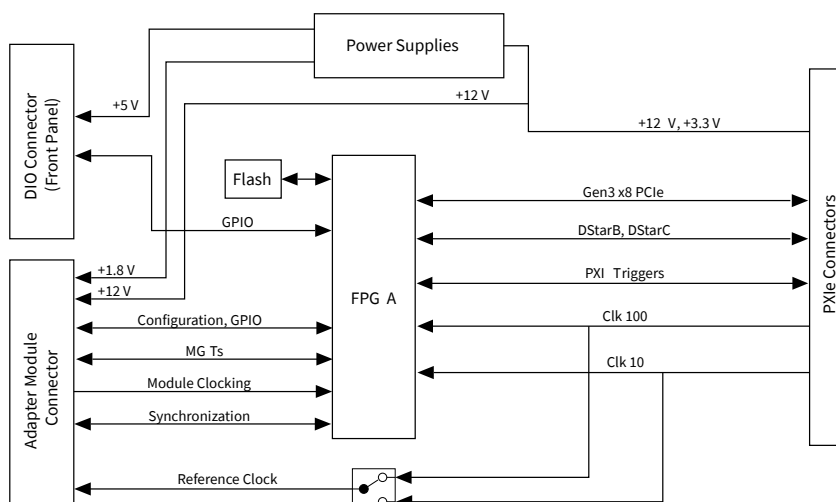 Power Supplies
DIO Connector
(Front Panel)
+5 V
+12 V
+12 V, +3.3 V
Flash
GPIO
Gen3 x8 PCIe
DStarB, DStarC
PXI Triggers
PXIe Connectors
+1.8 V
+12 V
FPG A
Adapter Module
Connector
Configuration, GPIO
MG Ts
Module Clocking
Synchronization
Clk 100
Clk 10
Reference Clock